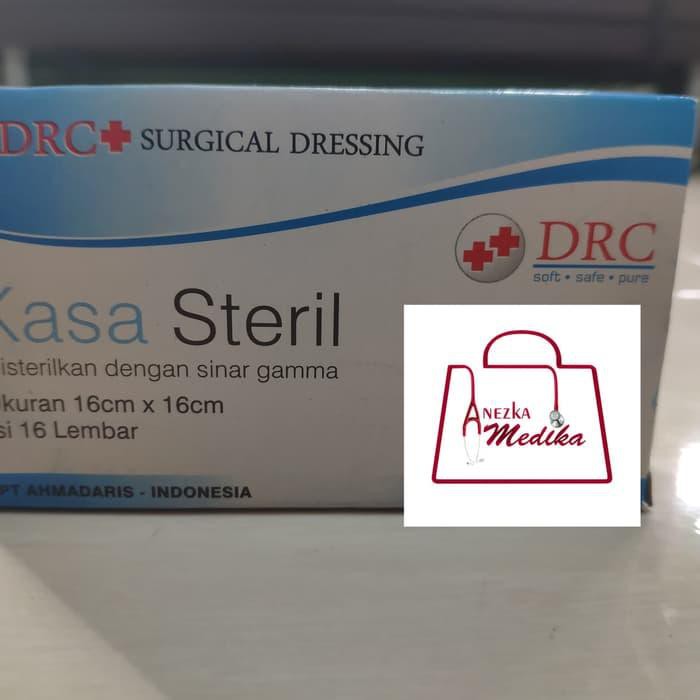 DRC SURGICAL DRESSING
DRC
soft • safe • pure
Kasa Steril
isterilkan dengan sinar gamma
kuran 16cm x 16cm
si 16 Lembar
PT AHMADARIS - INDONESIA
ANEZKA
Medika